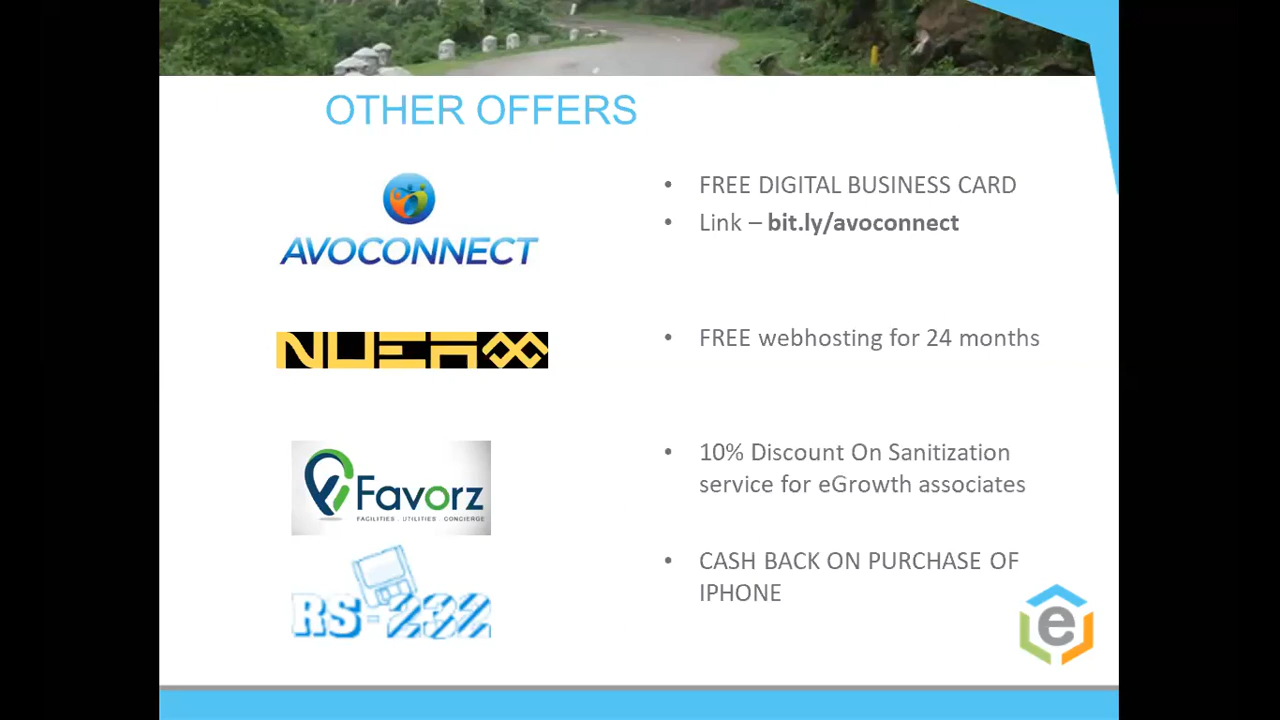 OTHER OFFERS
AVOCONNECT
• FREE DIGITAL BUSINESS CARD
• Link – bit.ly/avoconnect
• FREE webhosting for 24 months
Favorz
FACILITIES . UTILITIES . CONCIERGE
• 10% Discount On Sanitization
service for eGrowth associates
RS-232
• CASH BACK ON PURCHASE OF
IPHONE
e